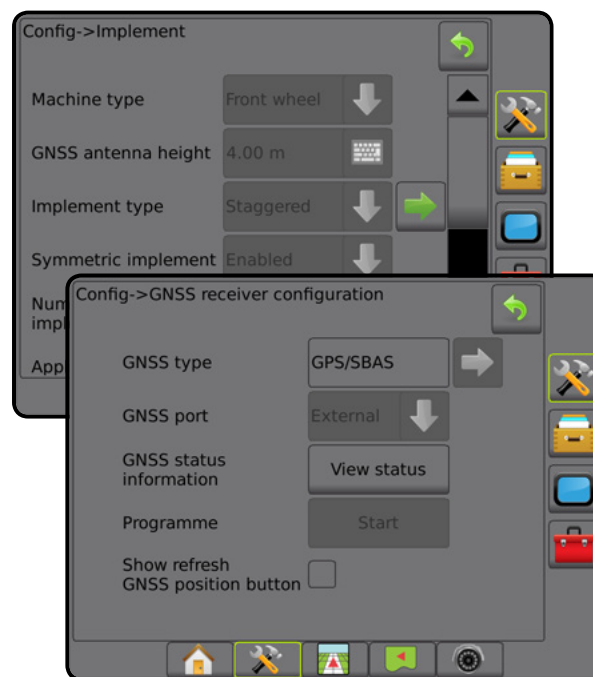 Config->Implement
Machine type
Front wheel
GNSS antenna height
4.00 m
Implement type
Staggered
Symmetric implement
Enabled
Config->GNSS receiver configuration
GNSS type
GPS/SBAS
GNSS port
External
GNSS status
information
View status
Programme
Start
Show refresh
GNSS position button